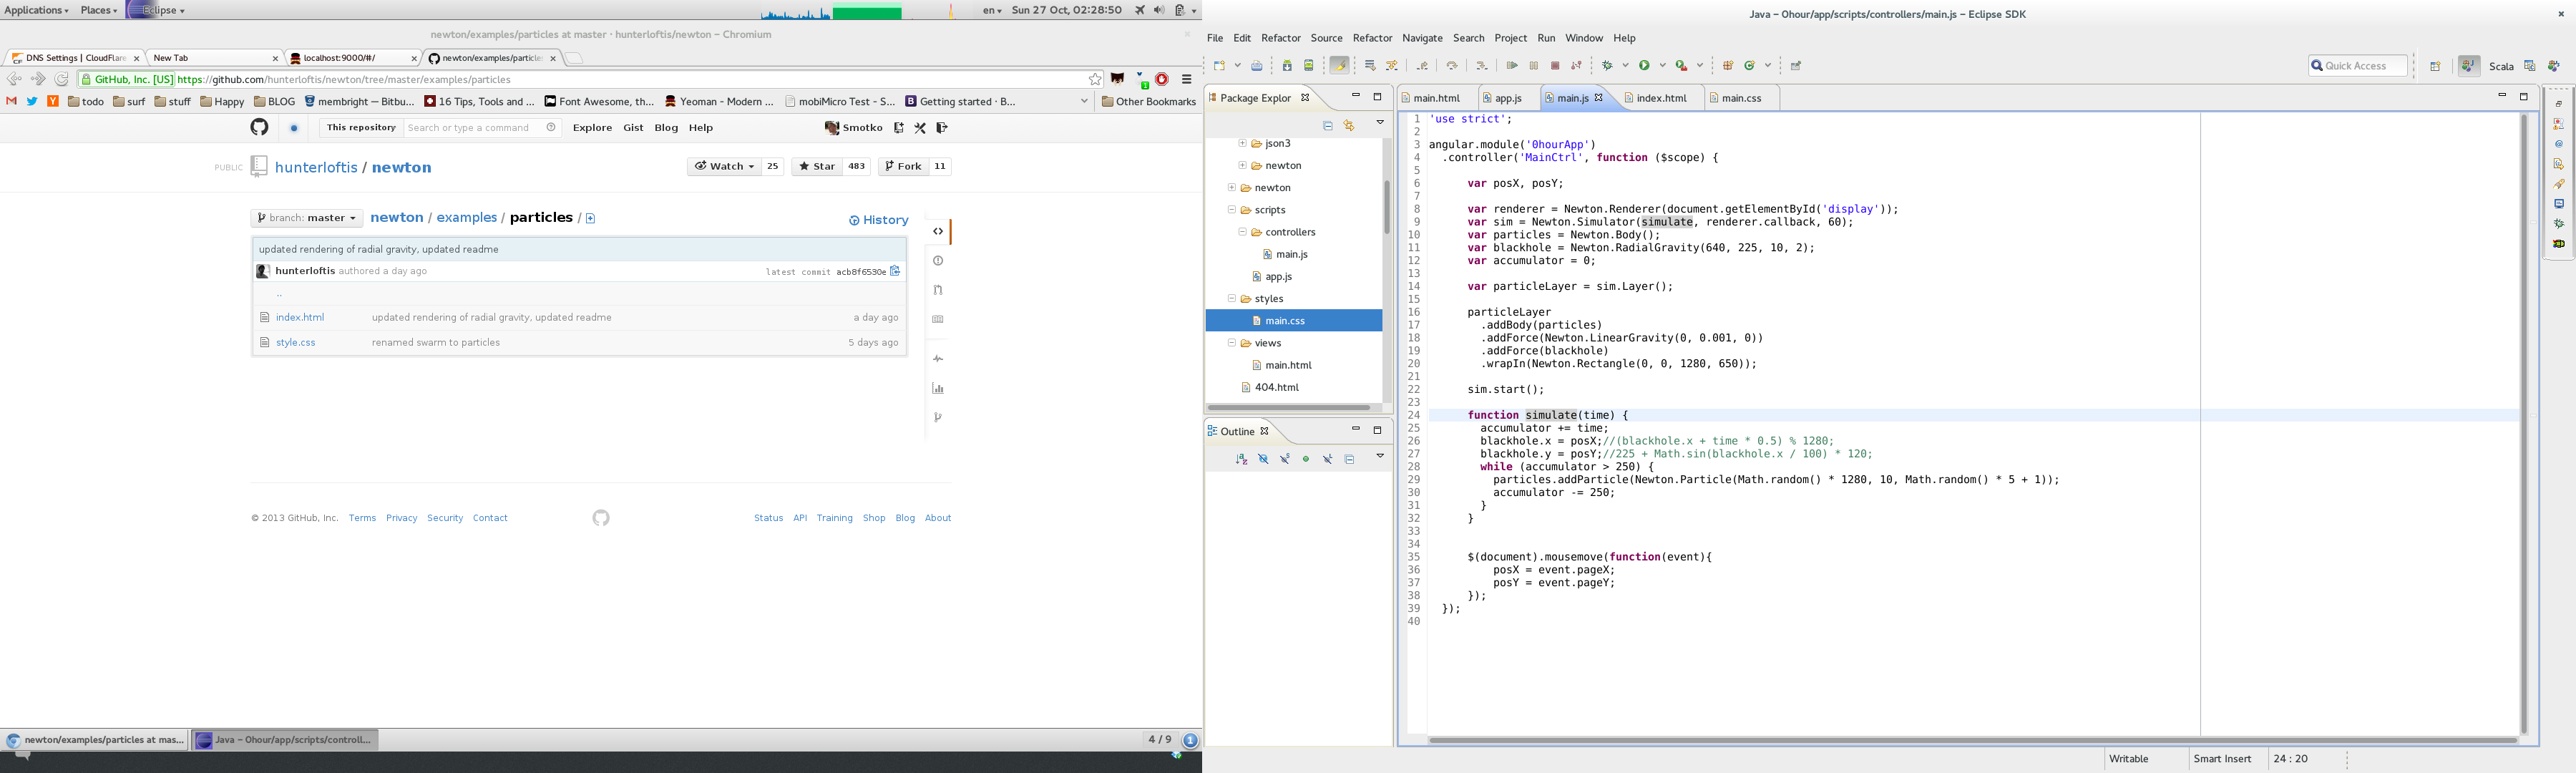 Applications Places Eclipse en Sun 27 Oct, 02:28:50
newton/examples/particles at master · hunterloftis/newton – Chromium
DNS Settings | CloudFlare New Tab localhost:9000/#/ newton/examples/particles
GitHub, Inc. [US] https://github.com/hunterloftis/newton/tree/master/examples/particles
todo surf stuff Happy BLOG membright — Bitbu... 16 Tips, Tools and ... Font Awesome, th... Yeoman - Modern ... mobiMicro Test - S... Getting started · B... Other Bookmarks
This repository Search or type a command Explore Gist Blog Help Smotko
PUBLIC hunterloftis / newton Watch 25 Star 483 Fork 11
branch: master newton / examples / particles / History
updated rendering of radial gravity, updated readme
hunterloftis authored a day ago latest commit acb8f6530e
..
index.html updated rendering of radial gravity, updated readme a day ago
style.css renamed swarm to particles 5 days ago
© 2013 GitHub, Inc. Terms Privacy Security Contact Status API Training Shop Blog About
newton/examples/particles at mas... Java – 0hour/app/scripts/controll... 4 / 9 1
Java – 0hour/app/scripts/controllers/main.js – Eclipse SDK
File Edit Refactor Source Refactor Navigate Search Project Run Window Help
Quick Access Scala
Package Explor
json3
newton
newton
scripts
controllers
main.js
app.js
styles
main.css
views
main.html
404.html
Outline
main.html app.js main.js index.html main.css
1 'use strict';
2
3 angular.module('0hourApp')
4 .controller('MainCtrl', function ($scope) {
5
6 var posX, posY;
7
8 var renderer = Newton.Renderer(document.getElementById('display'));
9 var sim = Newton.Simulator(simulate, renderer.callback, 60);
10 var particles = Newton.Body();
11 var blackhole = Newton.RadialGravity(640, 225, 10, 2);
12 var accumulator = 0;
13
14 var particleLayer = sim.Layer();
15
16 particleLayer
17 .addBody(particles)
18 .addForce(Newton.LinearGravity(0, 0.001, 0))
19 .addForce(blackhole)
20 .wrapIn(Newton.Rectangle(0, 0, 1280, 650));
21
22 sim.start();
23
24 function simulate(time) {
25 accumulator += time;
26 blackhole.x = posX;//(blackhole.x + time * 0.5) % 1280;
27 blackhole.y = posY;//225 + Math.sin(blackhole.x / 100) * 120;
28 while (accumulator > 250) {
29 particles.addParticle(Newton.Particle(Math.random() * 1280, 10, Math.random() * 5 + 1));
30 accumulator -= 250;
31 }
32 }
33
34
35 $(document).mousemove(function(event){
36 posX = event.pageX;
37 posY = event.pageY;
38 });
39 });
40
Writable Smart Insert 24 : 20